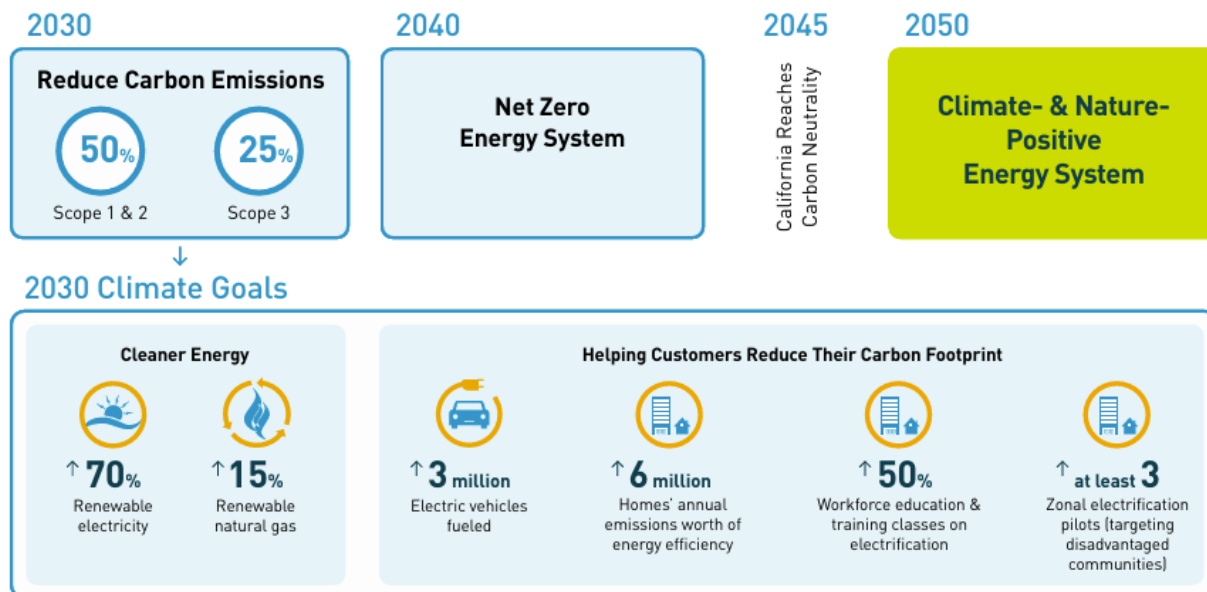 2030
2040
2045
2050
Reduce Carbon Emissions
50%
Scope 1 & 2
25%
Scope 3
Net Zero
Energy System
California Reaches
Carbon Neutrality
Climate- & Nature-
Positive
Energy System
↓
2030 Climate Goals
Cleaner Energy
↑ 70%
Renewable
electricity
↑ 15%
Renewable
natural gas
Helping Customers Reduce Their Carbon Footprint
↑ 3 million
Electric vehicles
fueled
↑ 6 million
Homes’ annual
emissions worth of
energy efficiency
↑ 50%
Workforce education &
training classes on
electrification
↑ at least 3
Zonal electrification
pilots (targeting
disadvantaged
communities)